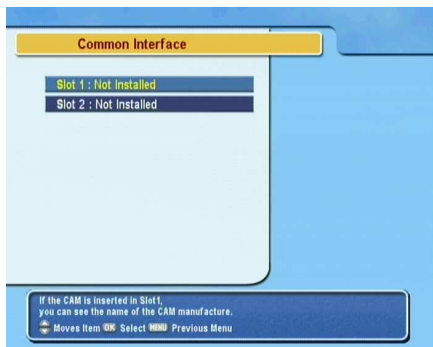 Common Interface
Slot 1 : Not Installed
Slot 2 : Not Installed
If the CAM is inserted in Slot1,
you can see the name of the CAM manufacture.
Moves Item OK Select MENU Previous Menu